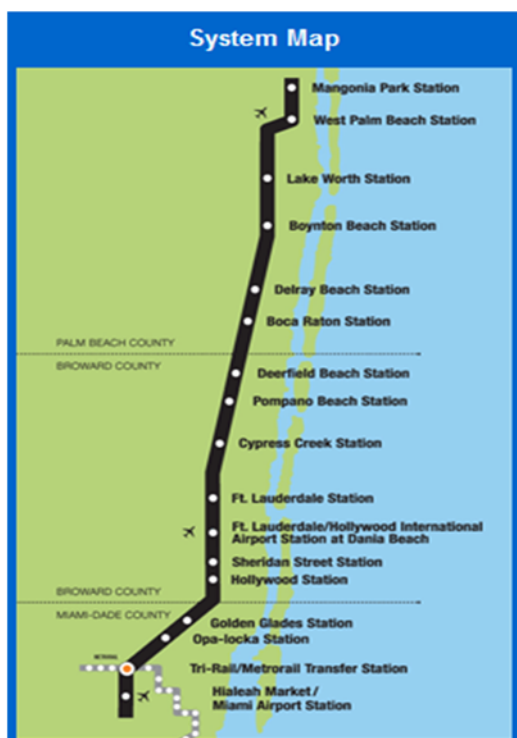 System Map
Mangonia Park Station
West Palm Beach Station
Lake Worth Station
Boynton Beach Station
Delray Beach Station
Boca Raton Station
PALM BEACH COUNTY
BROWARD COUNTY
Deerfield Beach Station
Pompano Beach Station
Cypress Creek Station
Ft. Lauderdale Station
Ft. Lauderdale/Hollywood International
Airport Station at Dania Beach
Sheridan Street Station
Hollywood Station
BROWARD COUNTY
MIAMI-DADE COUNTY
Golden Glades Station
Opa-locka Station
METRORAIL
Tri-Rail/Metrorail Transfer Station
Hialeah Market/
Miami Airport Station